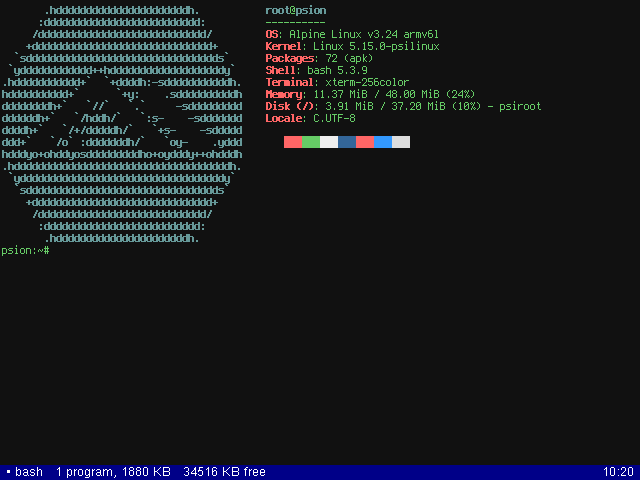 root@psion
----------
OS: Alpine Linux v3.24 armv6l
Kernel: Linux 5.15.0-psilinux
Packages: 72 (apk)
Shell: bash 5.3.9
Terminal: xterm-256color
Memory: 11.37 MiB / 48.00 MiB (24%)
Disk (/): 3.91 MiB / 37.20 MiB (10%) - psiroot
Locale: C.UTF-8
psion:~#
• bash 1 program, 1880 KB 34516 KB free 10:20